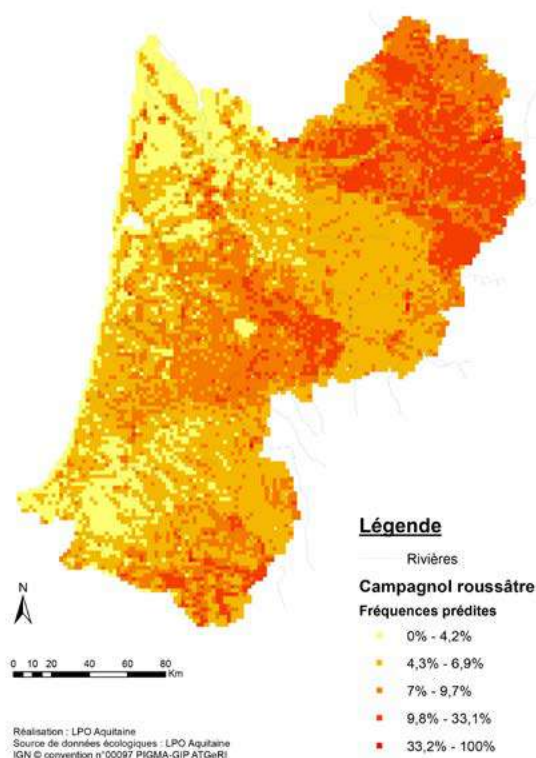 Légende
Rivières
Campagnol roussâtre
Fréquences prédites
0% - 4,2%
4,3% - 6,9%
7% - 9,7%
9,8% - 33,1%
33,2% - 100%
N
0 10 20 40 60 80
Km
Réalisation : LPO Aquitaine
Source de données écologiques : LPO Aquitaine
IGN © convention n°00097 PIGMA-GIP ATGeRI